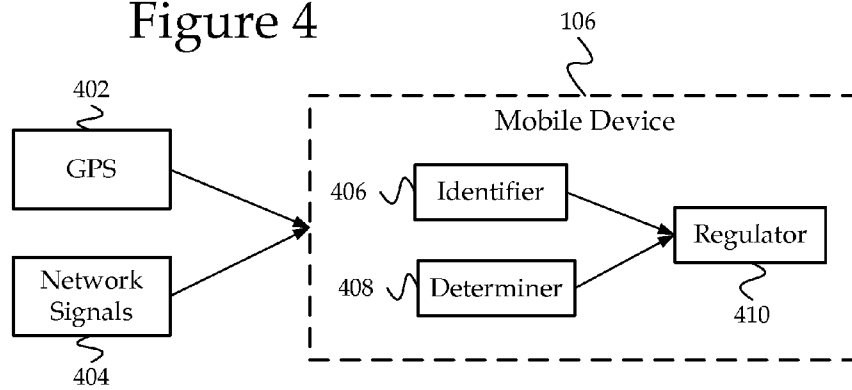 Figure 4
106
402
Mobile Device
GPS
406
Identifier
Regulator
Network
Signals
408
Determiner
410
404